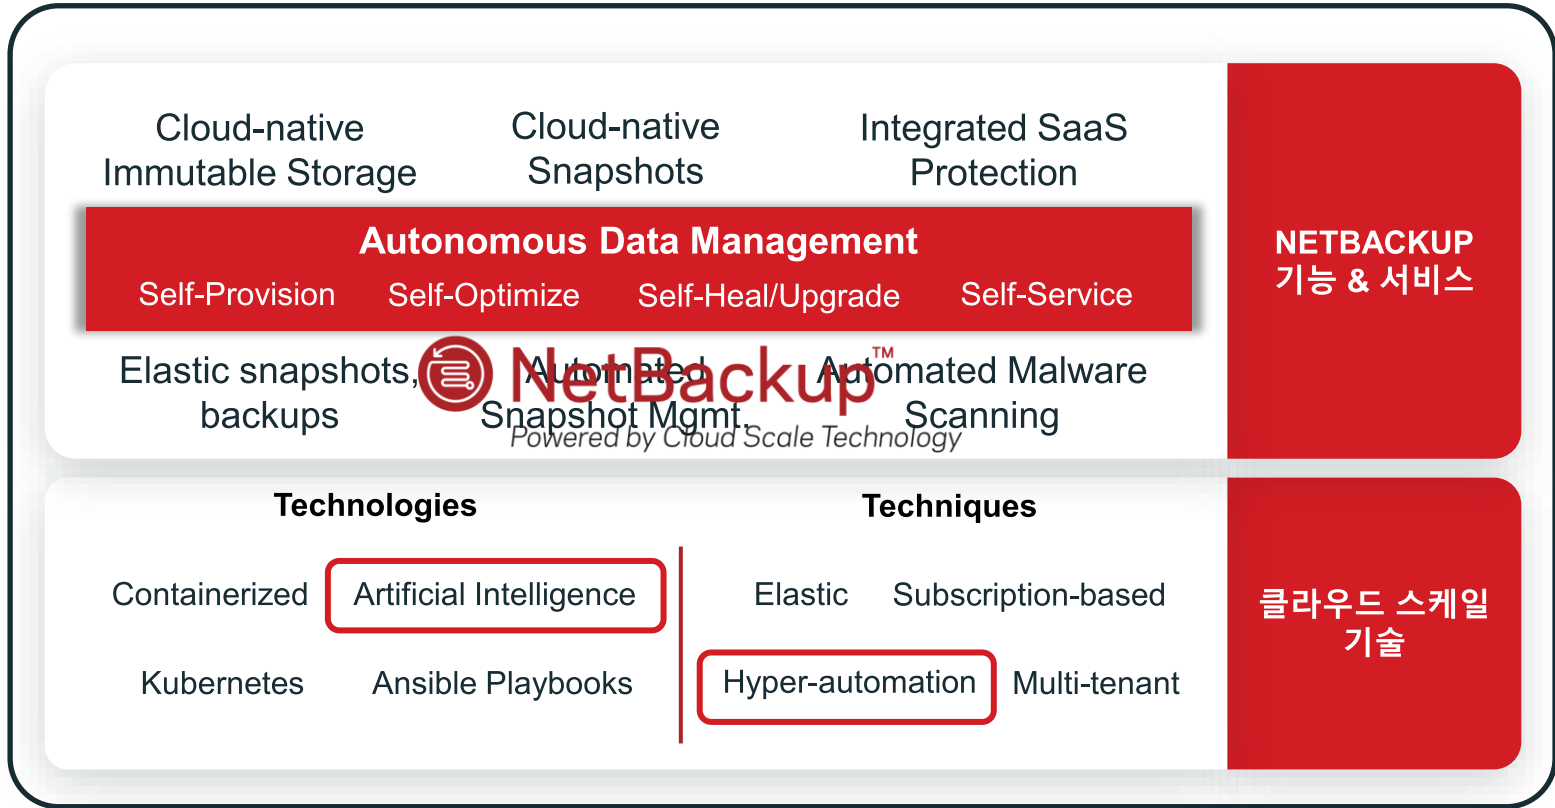 Cloud-native
Immutable Storage
Cloud-native
Snapshots
Integrated SaaS
Protection
Autonomous Data Management
Self-Provision
Self-Optimize
Self-Heal/Upgrade
Self-Service
NETBACKUP
기능 & 서비스
Elastic snapshots,
backups
Automated
Snapshot Mgmt.
Automated Malware
Scanning
NetBackup™
Powered by Cloud Scale Technology
Technologies
Containerized
Artificial Intelligence
Kubernetes
Ansible Playbooks
Techniques
Elastic
Subscription-based
Hyper-automation
Multi-tenant
클라우드 스케일
기술